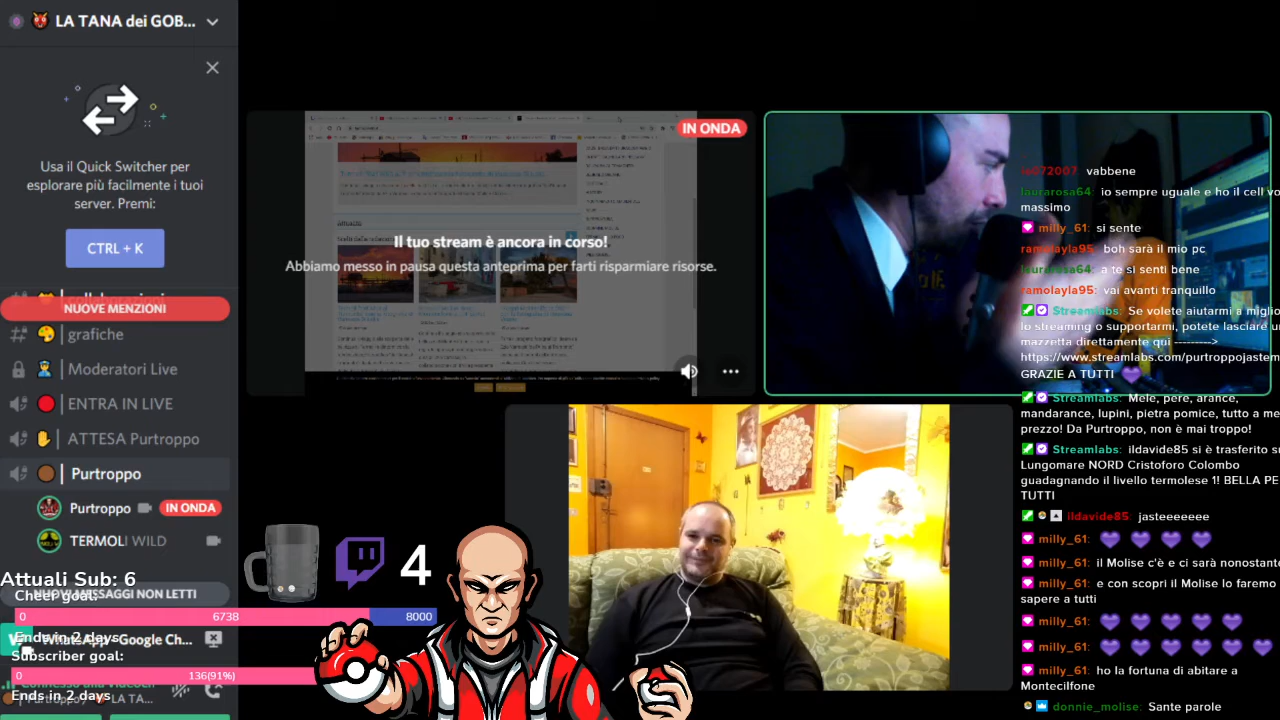 LA TANA dei GOB...
Usa il Quick Switcher per
esplorare più facilmente i tuoi
server. Premi:
CTRL + K
NUOVE MENZIONI
grafiche
Moderatori Live
ENTRA IN LIVE
ATTESA Purtroppo
Purtroppo
Purtroppo
IN ONDA
TERMOLI WILD
Attuali Sub: 6
NUOVI MESSAGGI NON LETTI
Cheer goal:
0
6738
8000
Ends in 2 days
WhatsApp - Google Ch...
Subscriber goal:
0
136(91%)
Ends in 2 days
IN ONDA
Il tuo stream è ancora in corso!
Abbiamo messo in pausa questa anteprima per farti risparmiare risorse.
4
vabbene
laurarosa64: io sempre uguale e ho il cell vo
massimo
milly_61: si sente
ramolayla95: boh sarà il mio pc
laurarosa64: a te si senti bene
ramolayla95: vai avanti tranquillo
Streamlabs: Se volete aiutarmi a miglio
lo streaming o supportarmi, potete lasciare u
mazzetta direttamente qui --------->
https://www.streamlabs.com/purtroppojastem
GRAZIE A TUTTI
Streamlabs: Mele, pere, arance,
mandarance, lupini, pietra pomice, tutto a me
prezzo! Da Purtroppo, non è mai troppo!
Streamlabs: ildavide85 si è trasferito su
Lungomare NORD Cristoforo Colombo
guadagnando il livello termolese 1! BELLA PE
TUTTI
ildavide85: jasteeeeeee
milly_61:
milly_61: il Molise c'è e ci sarà nonostante
milly_61: e con scopri il Molise lo faremo
sapere a tutti
milly_61:
milly_61:
milly_61: ho la fortuna di abitare a
Montecilfone
donnie_molise: Sante parole